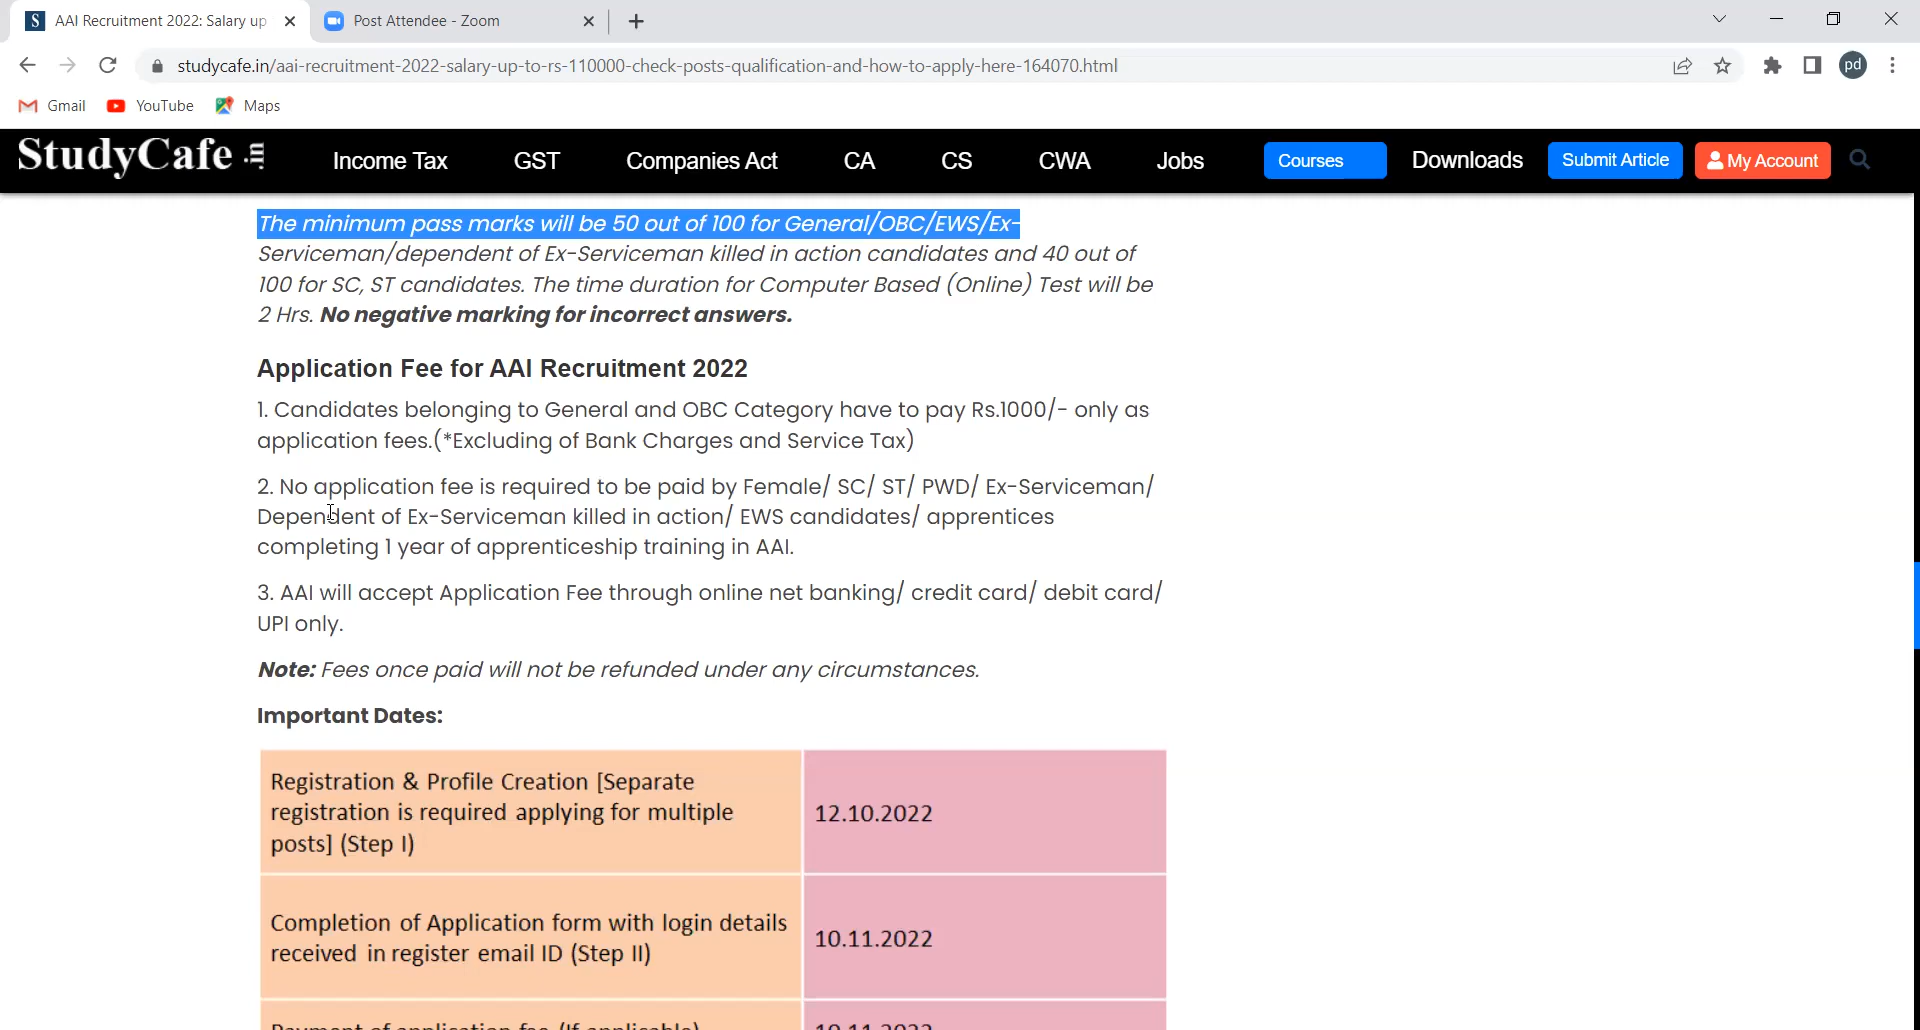 AAI Recruitment 2022: Salary up
Post Attendee - Zoom
studycafe.in/aai-recruitment-2022-salary-up-to-rs-110000-check-posts-qualification-and-how-to-apply-here-164070.html
pd
Gmail
YouTube
Maps
StudyCafe .in
Income Tax
GST
Companies Act
CA
CS
CWA
Jobs
Courses
Downloads
Submit Article
My Account
The minimum pass marks will be 50 out of 100 for General/OBC/EWS/Ex-
Serviceman/dependent of Ex-Serviceman killed in action candidates and 40 out of
100 for SC, ST candidates. The time duration for Computer Based (Online) Test will be
2 Hrs. No negative marking for incorrect answers.
Application Fee for AAI Recruitment 2022
1. Candidates belonging to General and OBC Category have to pay Rs.1000/- only as
application fees.(*Excluding of Bank Charges and Service Tax)
2. No application fee is required to be paid by Female/ SC/ ST/ PWD/ Ex-Serviceman/
Dependent of Ex-Serviceman killed in action/ EWS candidates/ apprentices
completing 1 year of apprenticeship training in AAI.
3. AAI will accept Application Fee through online net banking/ credit card/ debit card/
UPI only.
Note: Fees once paid will not be refunded under any circumstances.
Important Dates:
Registration & Profile Creation [Separate
registration is required applying for multiple
posts] (Step I)
12.10.2022
Completion of Application form with login details
received in register email ID (Step II)
10.11.2022
Payment of application fee (If applicable)
10.11.2022